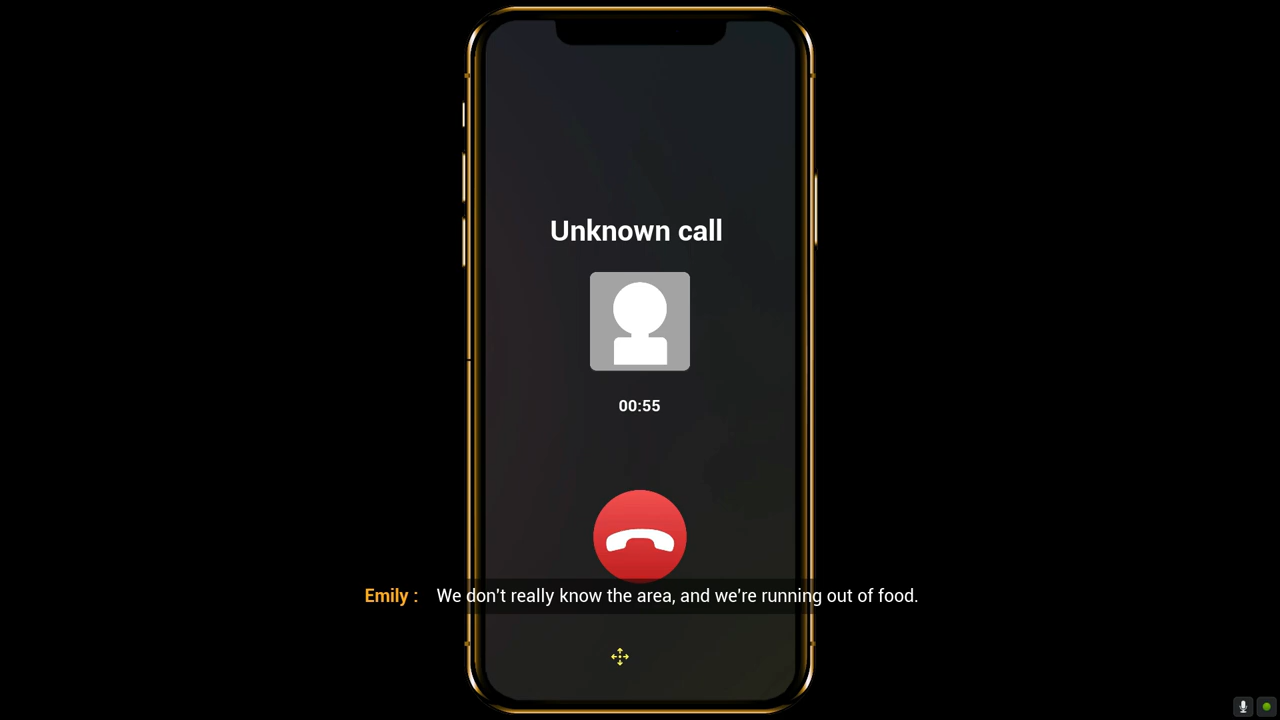 Unknown call
00:55
Emily : We don't really know the area, and we're running out of food.